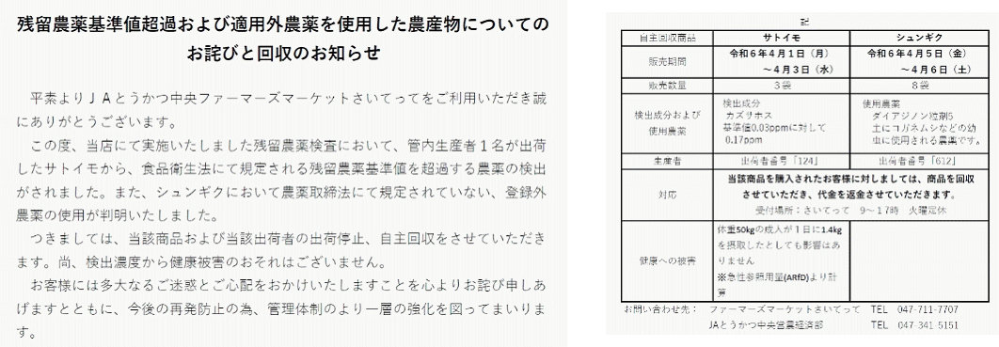 残留農薬基準値超過および適用外農薬を使用した農産物についての
お詫びと回収のお知らせ
平素よりＪＡとうかつ中央ファーマーズマーケットさいてってをご利用いただき誠
にありがとうございます。
この度、当店にて実施いたしました残留農薬検査において、管内生産者１名が出荷
したサトイモから、食品衛生法にて規定される残留農薬基準値を超過する農薬の検出
がされました。また、シュンギクにおいて農薬取締法にて規定されていない、登録外
農薬の使用が判明いたしました。
つきましては、当該商品および当該出荷者の出荷停止、自主回収をさせていただき
ます。尚、検出濃度から健康被害のおそれはございません。
お客様には多大なるご迷惑とご心配をおかけいたしますことを心よりお詫び申しあ
げますとともに、今後の再発防止の為、管理体制のより一層の強化を図ってまいりま
す。
記
自主回収商品 サトイモ シュンギク
販売期間 令和６年４月１日（月） 令和６年４月５日（金）
～４月３日（水） ～４月６日（土）
販売数量 ３袋 ８袋
検出成分および 検出成分 使用農薬
使用農薬 カズサホス ダイアジノン粒剤5
基準値0.03ppmに対して 土にコガネムシなどの幼
0.17ppm 虫に使用される農薬です。
生産者 出荷者番号「124」 出荷者番号「612」
対応 当該商品を購入されたお客様に対しましては、商品を回収
させていただき、代金を返金させていただきます。
受付場所：さいてって 9～17時 火曜定休
健康への被害 体重50kgの成人が１日に1.4kg
を摂取したとしても影響はあ
りません
※急性参照用量(ARfD)より計
算
お問い合わせ先： ファーマーズマーケットさいてって TEL 047-711-7707
JAとうかつ中央営農経済部 TEL 047-341-5151